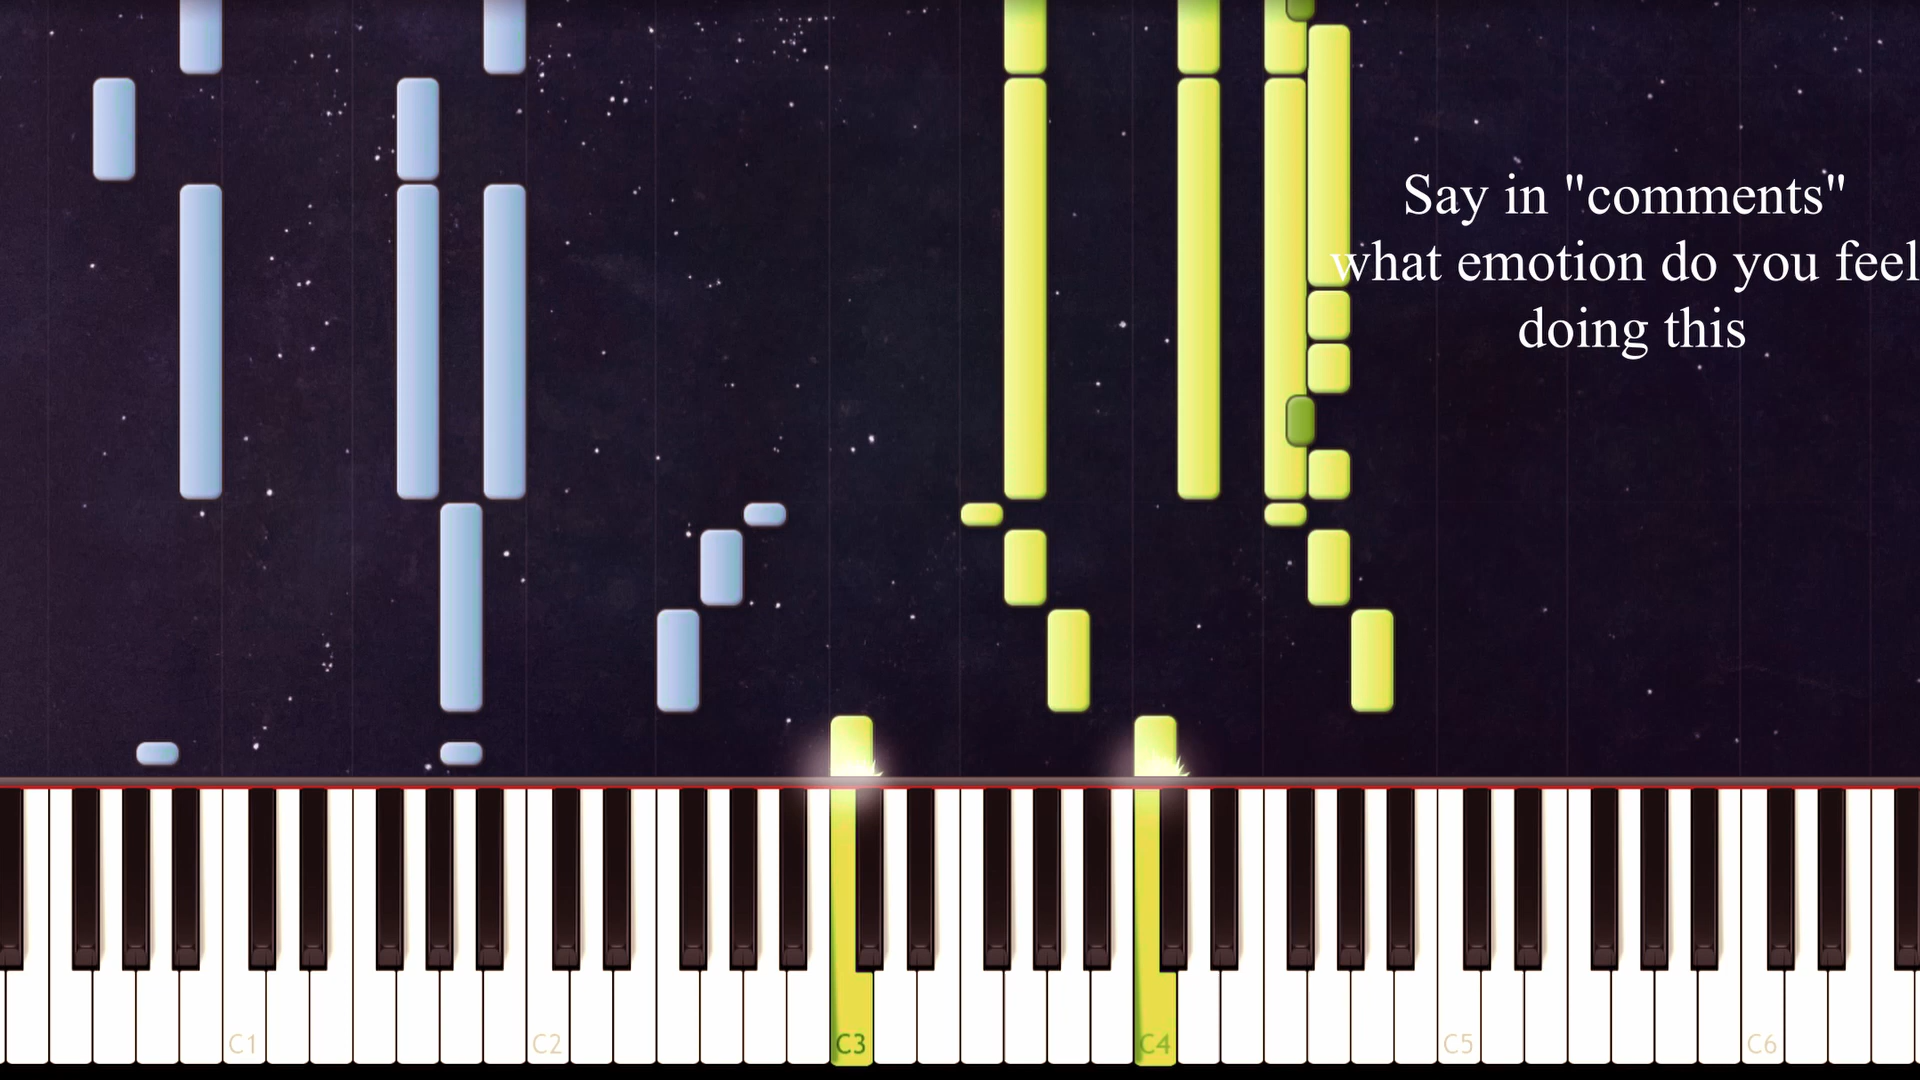 Say in "comments"
what emotion do you feel
doing this
C1 C2 C3 C4 C5 C6